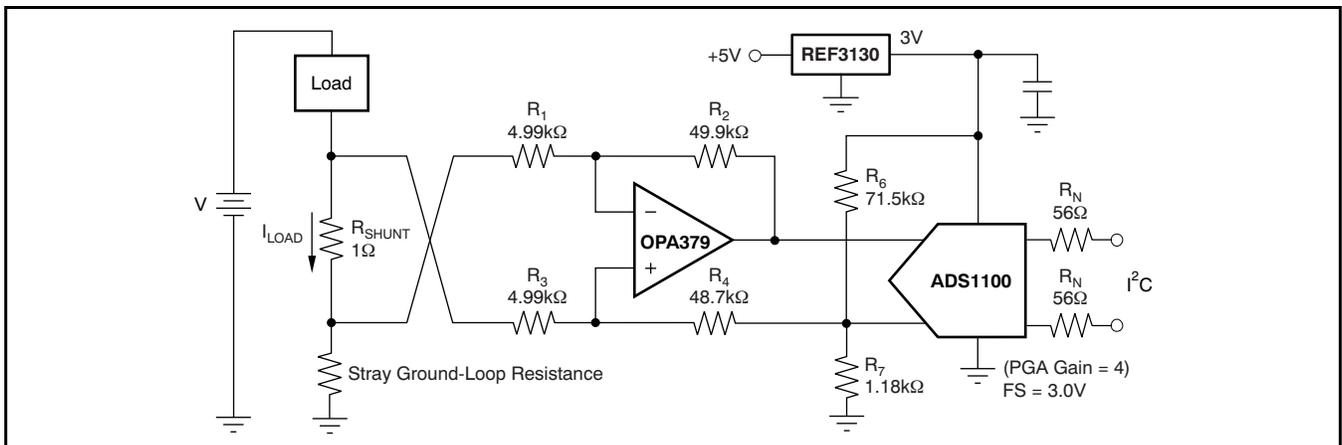 +5V
REF3130
3V
Load
R1
4.99kΩ
R2
49.9kΩ
V
ILOAD
RSHUNT
1Ω
R6
71.5kΩ
OPA379
−
+
RN
56Ω
R3
4.99kΩ
R4
48.7kΩ
ADS1100
RN
56Ω
I²C
Stray Ground-Loop Resistance
R7
1.18kΩ
(PGA Gain = 4)
FS = 3.0V